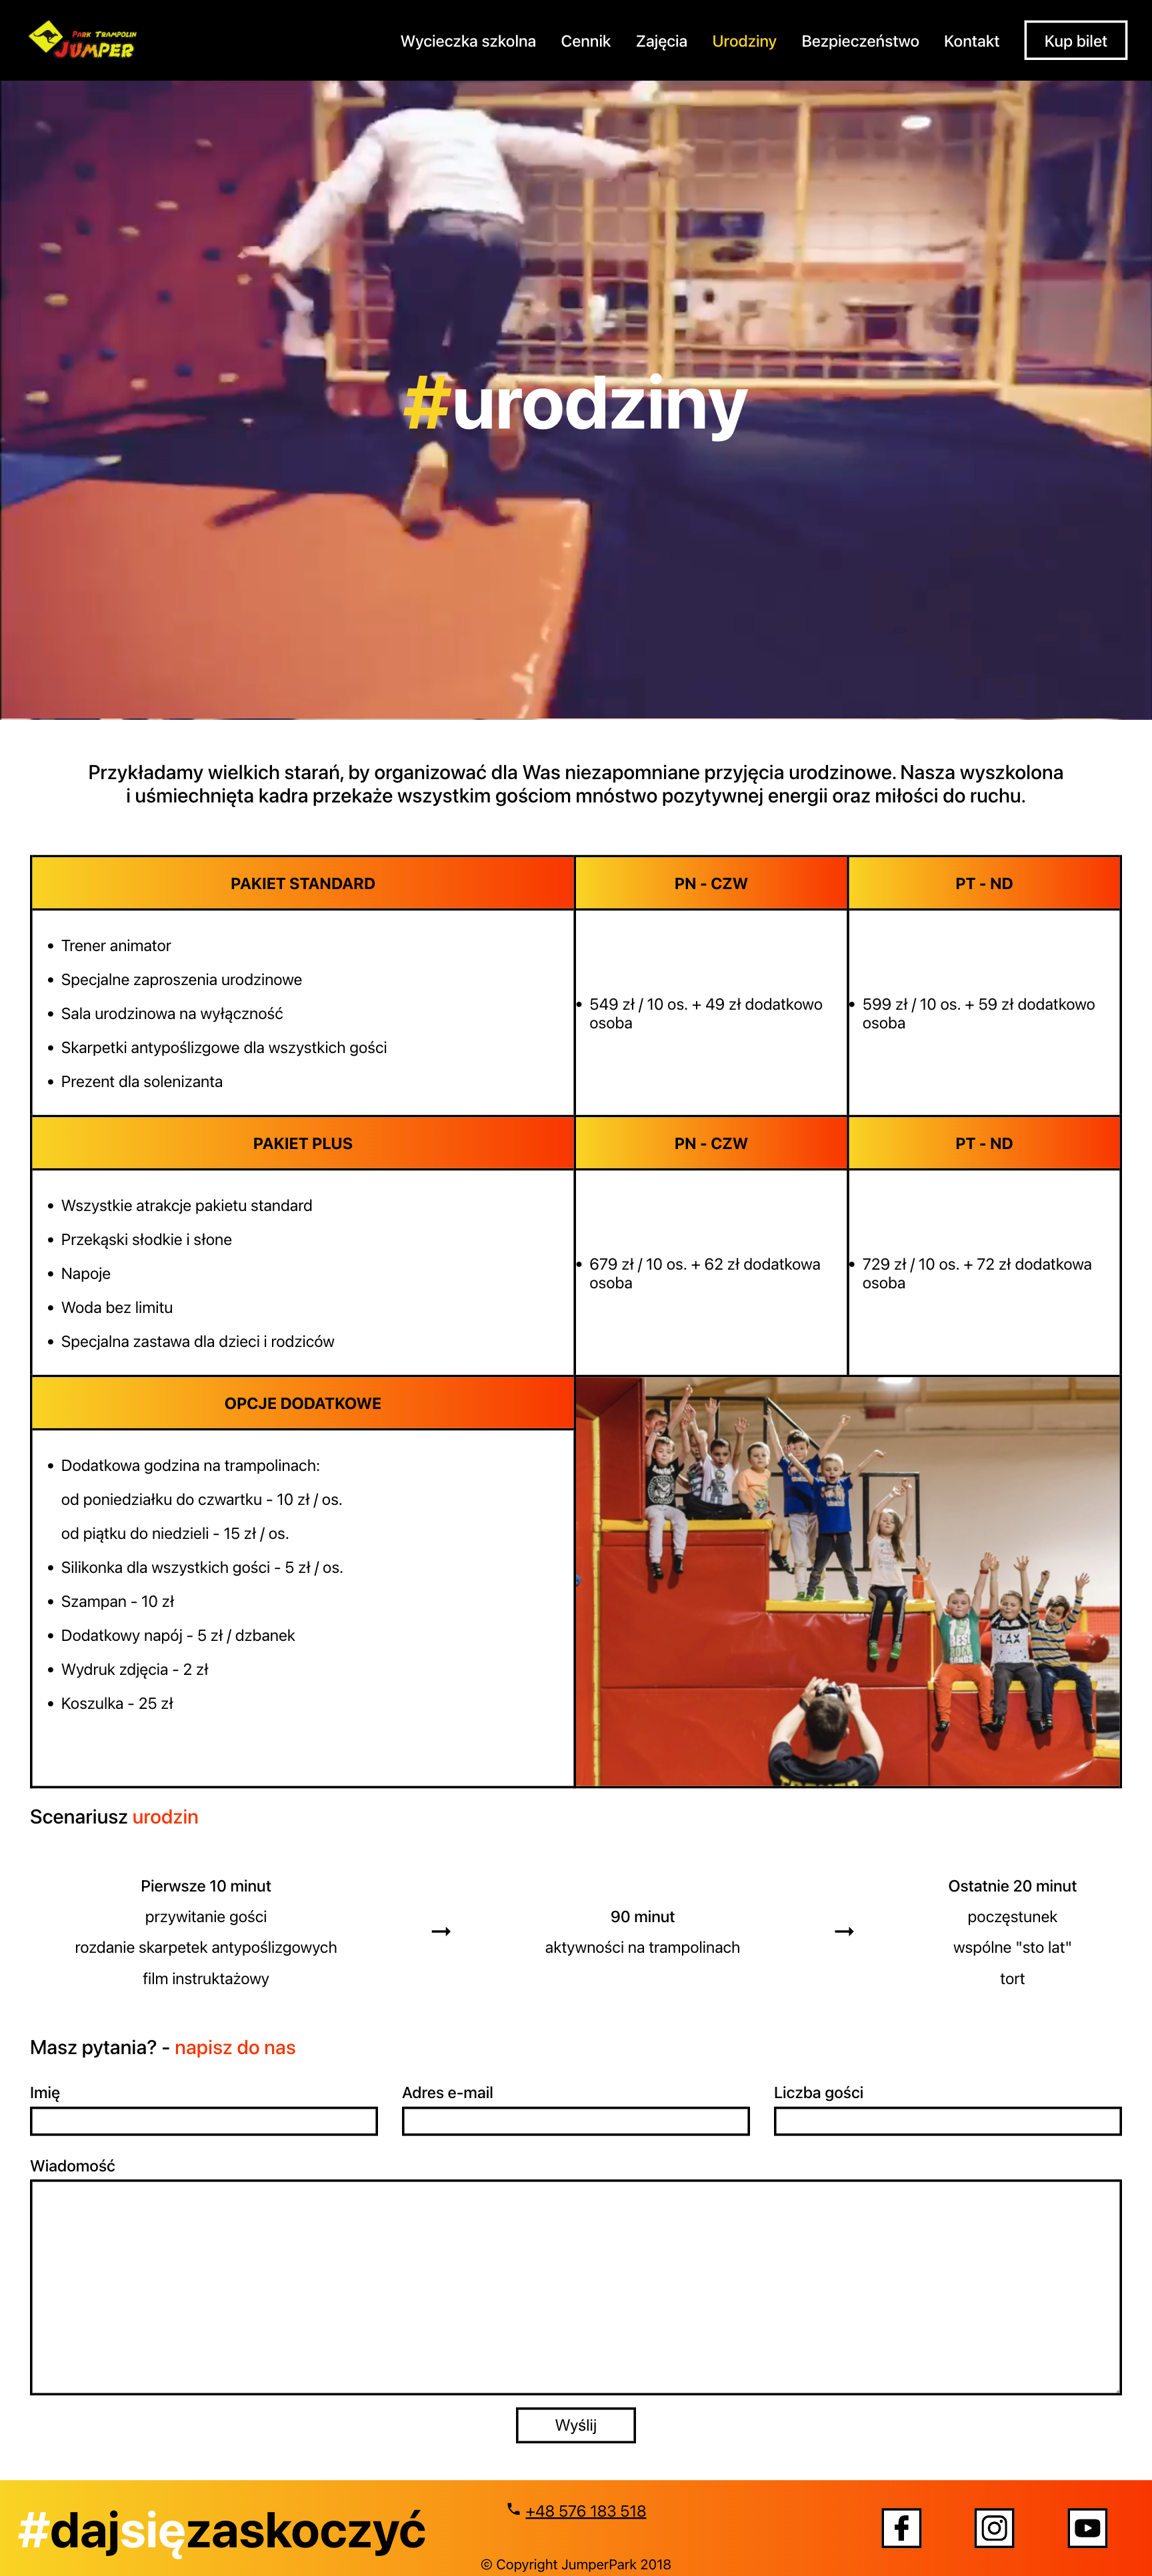 Park Trampolin
Jumper
Wycieczka szkolna Cennik Zajęcia Urodziny Bezpieczeństwo Kontakt Kup bilet
#urodziny
Przykładamy wielkich starań, by organizować dla Was niezapomniane przyjęcia urodzinowe. Nasza wyszkolona
i uśmiechnięta kadra przekaże wszystkim gościom mnóstwo pozytywnej energii oraz miłości do ruchu.
PAKIET STANDARD PN - CZW PT - ND
• Trener animator
• Specjalne zaproszenia urodzinowe
• Sala urodzinowa na wyłączność
• Skarpetki antypoślizgowe dla wszystkich gości
• Prezent dla solenizanta
• 549 zł / 10 os. + 49 zł dodatkowo
osoba
• 599 zł / 10 os. + 59 zł dodatkowo
osoba
PAKIET PLUS PN - CZW PT - ND
• Wszystkie atrakcje pakietu standard
• Przekąski słodkie i słone
• Napoje
• Woda bez limitu
• Specjalna zastawa dla dzieci i rodziców
• 679 zł / 10 os. + 62 zł dodatkowa
osoba
• 729 zł / 10 os. + 72 zł dodatkowa
osoba
OPCJE DODATKOWE
• Dodatkowa godzina na trampolinach:
od poniedziałku do czwartku - 10 zł / os.
od piątku do niedzieli - 15 zł / os.
• Silikonka dla wszystkich gości - 5 zł / os.
• Szampan - 10 zł
• Dodatkowy napój - 5 zł / dzbanek
• Wydruk zdjęcia - 2 zł
• Koszulka - 25 zł
Scenariusz urodzin
Pierwsze 10 minut
przywitanie gości
rozdanie skarpetek antypoślizgowych
film instruktażowy
→
90 minut
aktywności na trampolinach
→
Ostatnie 20 minut
poczęstunek
wspólne "sto lat"
tort
Masz pytania? - napisz do nas
Imię Adres e-mail Liczba gości
Wiadomość
Wyślij
#dajsięzaskoczyć
+48 576 183 518
© Copyright JumperPark 2018